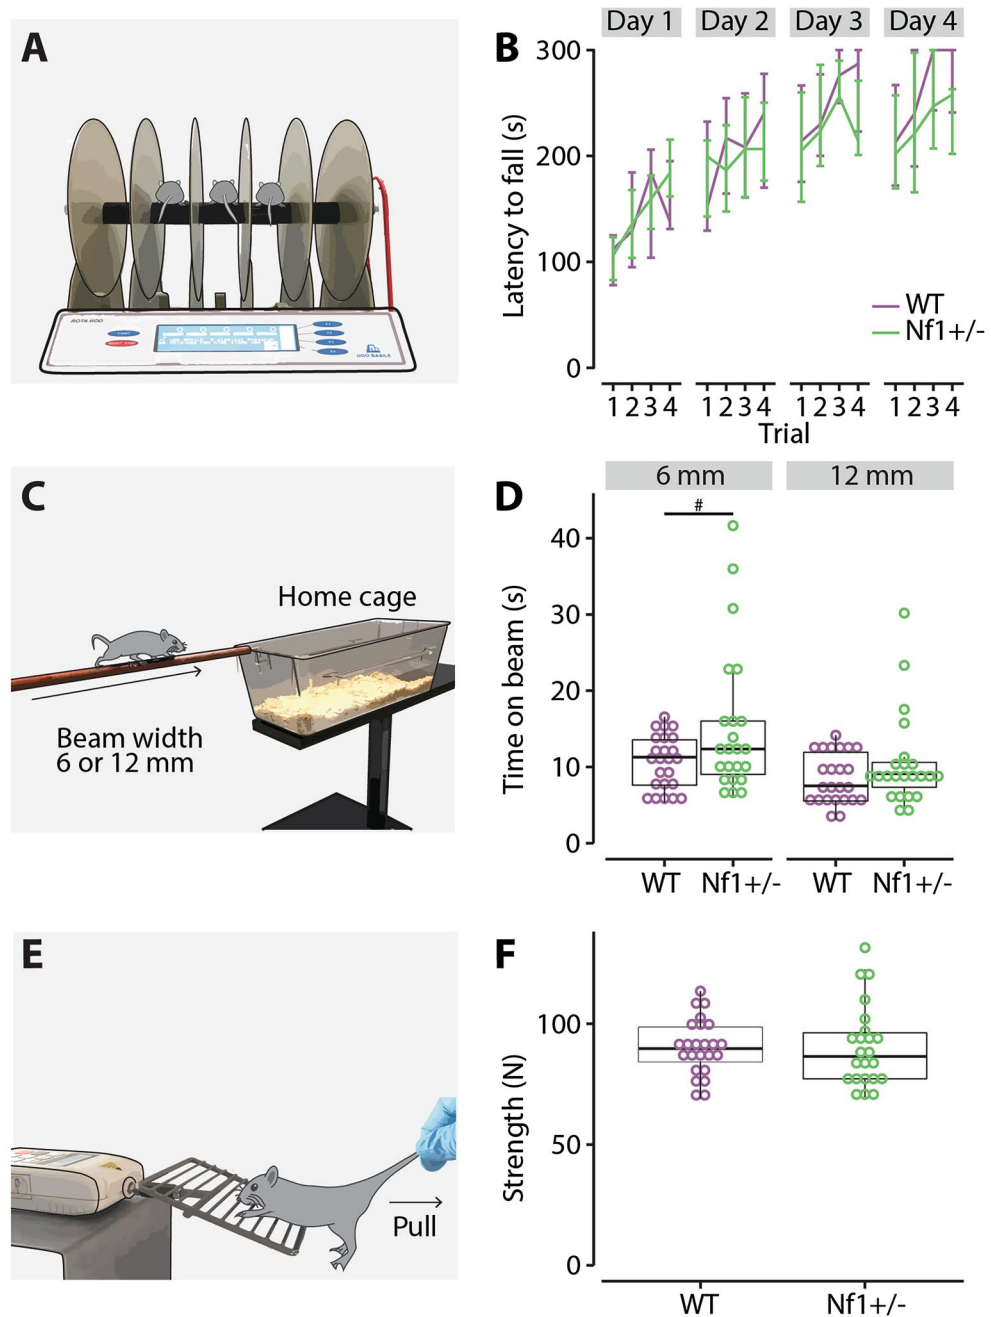 A
ROTA ROD
UGO BASILE
B
Day 1 Day 2 Day 3 Day 4
300
200
100
0
Latency to fall (s)
WT
Nf1+/-
1 2 3 4 1 2 3 4 1 2 3 4 1 2 3 4
Trial
C
Home cage
Beam width
6 or 12 mm
D
6 mm 12 mm
#
40
30
20
10
0
Time on beam (s)
WT Nf1+/- WT Nf1+/-
E
Pull
F
100
50
0
Strength (N)
WT Nf1+/-